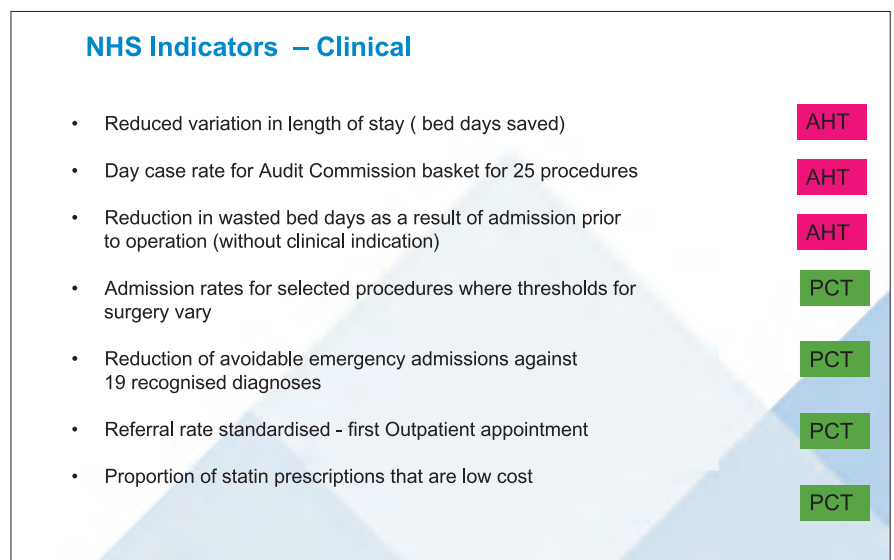 NHS Indicators – Clinical
• Reduced variation in length of stay ( bed days saved) AHT
• Day case rate for Audit Commission basket for 25 procedures AHT
• Reduction in wasted bed days as a result of admission prior
to operation (without clinical indication) AHT
• Admission rates for selected procedures where thresholds for PCT
surgery vary
• Reduction of avoidable emergency admissions against PCT
19 recognised diagnoses
• Referral rate standardised - first Outpatient appointment PCT
• Proportion of statin prescriptions that are low cost
PCT